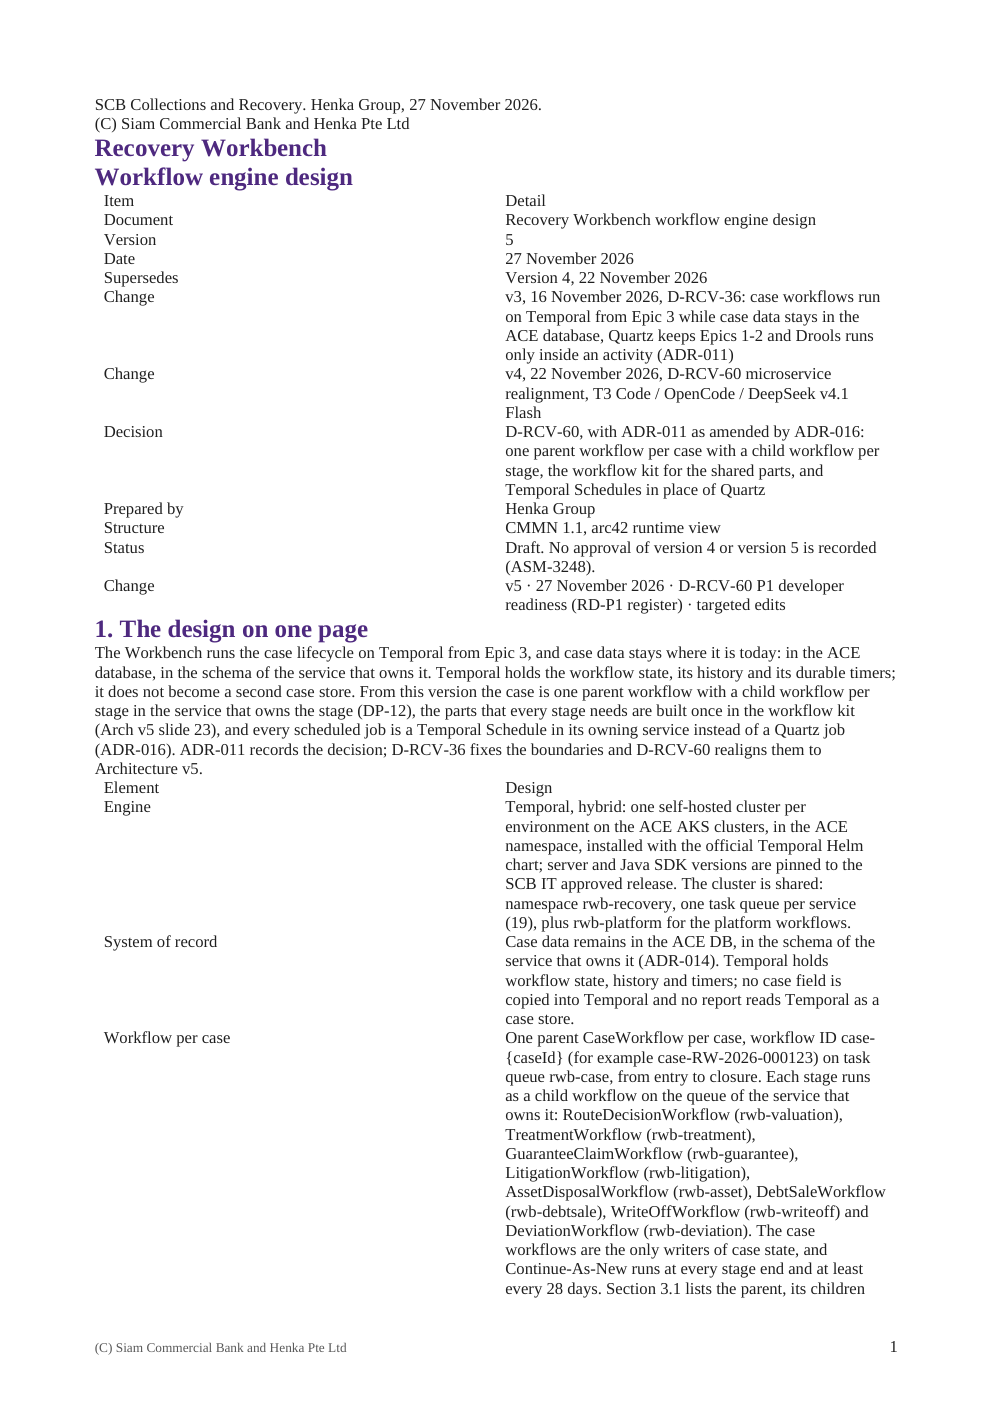 SCB Collections and Recovery. Henka Group, 27 November 2026.
(C) Siam Commercial Bank and Henka Pte Ltd
Recovery Workbench
Workflow engine design
Item Detail
Document Recovery Workbench workflow engine design
Version 5
Date 27 November 2026
Supersedes Version 4, 22 November 2026
Change v3, 16 November 2026, D-RCV-36: case workflows run
on Temporal from Epic 3 while case data stays in the
ACE database, Quartz keeps Epics 1-2 and Drools runs
only inside an activity (ADR-011)
Change v4, 22 November 2026, D-RCV-60 microservice
realignment, T3 Code / OpenCode / DeepSeek v4.1
Flash
Decision D-RCV-60, with ADR-011 as amended by ADR-016:
one parent workflow per case with a child workflow per
stage, the workflow kit for the shared parts, and
Temporal Schedules in place of Quartz
Prepared by Henka Group
Structure CMMN 1.1, arc42 runtime view
Status Draft. No approval of version 4 or version 5 is recorded
(ASM-3248).
Change v5 · 27 November 2026 · D-RCV-60 P1 developer
readiness (RD-P1 register) · targeted edits
1. The design on one page
The Workbench runs the case lifecycle on Temporal from Epic 3, and case data stays where it is today: in the ACE
database, in the schema of the service that owns it. Temporal holds the workflow state, its history and its durable timers;
it does not become a second case store. From this version the case is one parent workflow with a child workflow per
stage in the service that owns the stage (DP-12), the parts that every stage needs are built once in the workflow kit
(Arch v5 slide 23), and every scheduled job is a Temporal Schedule in its owning service instead of a Quartz job
(ADR-016). ADR-011 records the decision; D-RCV-36 fixes the boundaries and D-RCV-60 realigns them to
Architecture v5.
Element Design
Engine Temporal, hybrid: one self-hosted cluster per
environment on the ACE AKS clusters, in the ACE
namespace, installed with the official Temporal Helm
chart; server and Java SDK versions are pinned to the
SCB IT approved release. The cluster is shared:
namespace rwb-recovery, one task queue per service
(19), plus rwb-platform for the platform workflows.
System of record Case data remains in the ACE DB, in the schema of the
service that owns it (ADR-014). Temporal holds
workflow state, history and timers; no case field is
copied into Temporal and no report reads Temporal as a
case store.
Workflow per case One parent CaseWorkflow per case, workflow ID case-
{caseId} (for example case-RW-2026-000123) on task
queue rwb-case, from entry to closure. Each stage runs
as a child workflow on the queue of the service that
owns it: RouteDecisionWorkflow (rwb-valuation),
TreatmentWorkflow (rwb-treatment),
GuaranteeClaimWorkflow (rwb-guarantee),
LitigationWorkflow (rwb-litigation),
AssetDisposalWorkflow (rwb-asset), DebtSaleWorkflow
(rwb-debtsale), WriteOffWorkflow (rwb-writeoff) and
DeviationWorkflow (rwb-deviation). The case
workflows are the only writers of case state, and
Continue-As-New runs at every stage end and at least
every 28 days. Section 3.1 lists the parent, its children
(C) Siam Commercial Bank and Henka Pte Ltd 1